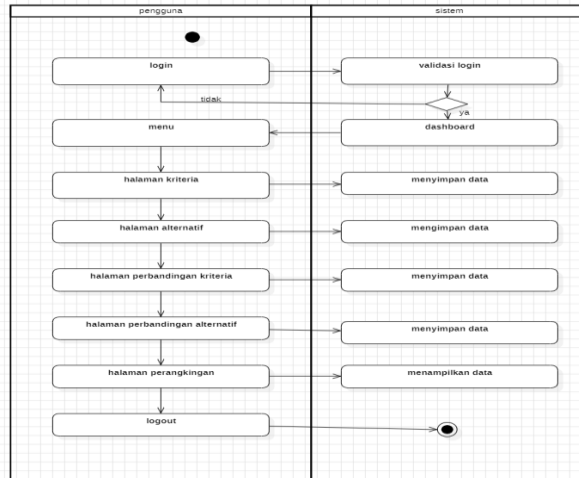 pengguna
sistem
login
validasi login
tidak
ya
menu
dashboard
halaman kriteria
menyimpan data
halaman alternatif
mengimpan data
halaman perbandingan kriteria
menyimpan data
halaman perbandingan alternatif
menyimpan data
halaman perangkingan
menampilkan data
logout